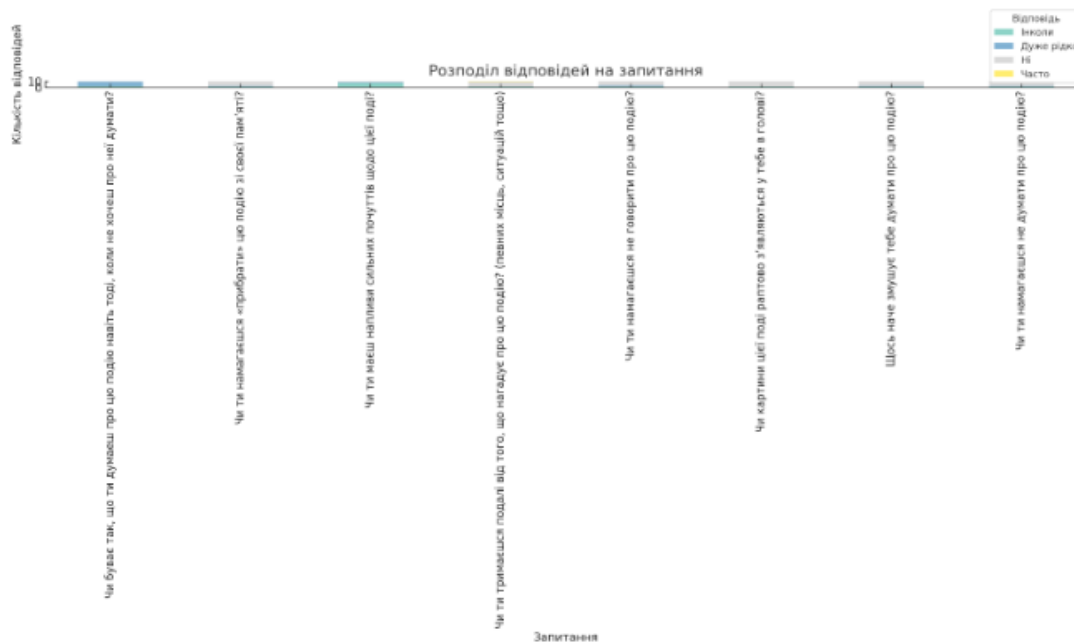 Відповідь
Інколи
Дуже рідко
Ні
Часто
Розподіл відповідей на запитання
Кількість відповідей
10
0
Чи буває так, що ти думаєш про цю подію навіть тоді, коли не хочеш про неї думати?
Чи ти намагаєшся «прибрати» цю подію зі своєї пам'яті?
Чи ти маєш напливи сильних почуттів щодо цієї події?
Чи ти тримаєшся подалі від того, що нагадує про цю подію? (певних місць, ситуацій тощо)
Чи ти намагаєшся не говорити про цю подію?
Чи картини цієї події раптово з'являються у тебе в голові?
Щось наче змушує тебе думати про цю подію?
Чи ти намагаєшся не думати про цю подію?
Запитання